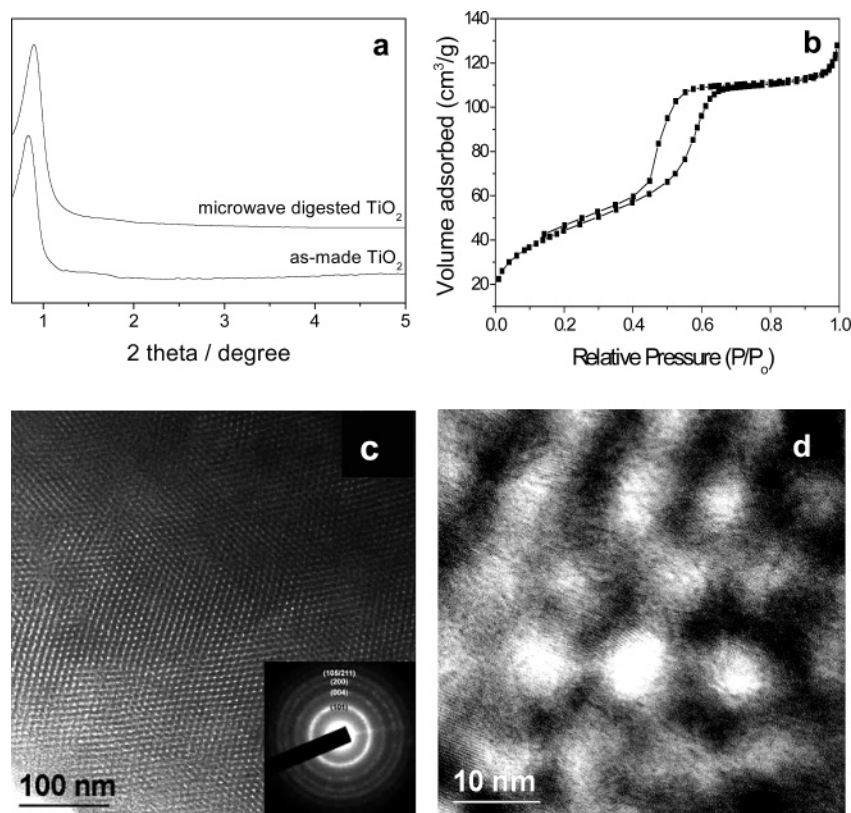 a
microwave digested TiO₂
as-made TiO₂
1 2 3 4 5
2 theta / degree
b
Volume adsorbed (cm³/g)
140
120
100
80
60
40
20
0.0 0.2 0.4 0.6 0.8 1.0
Relative Pressure (P/Pₒ)
c
(105/211)
(200)
(004)
(101)
100 nm
d
10 nm